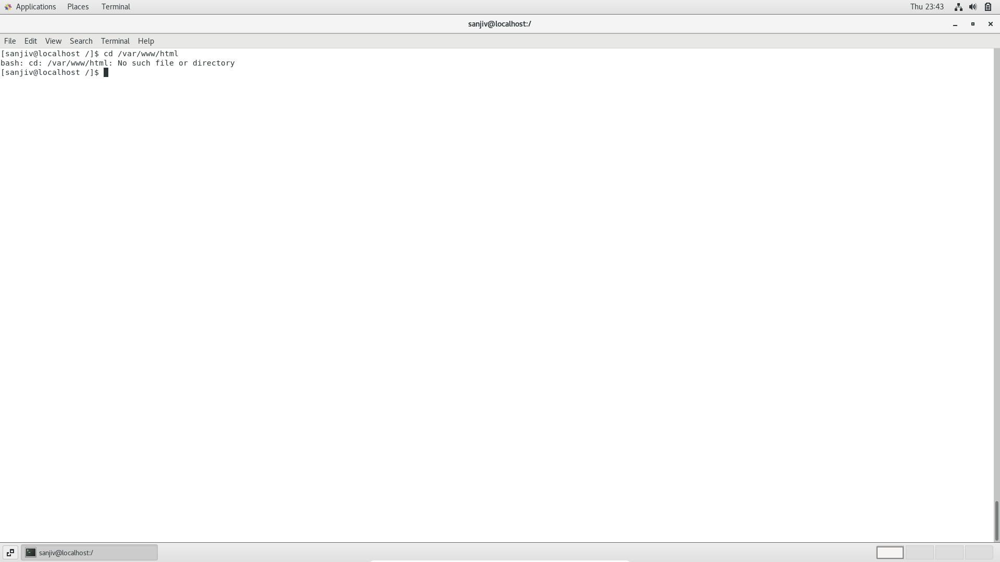 Applications Places Terminal Thu 23:43
sanjiv@localhost:/
File Edit View Search Terminal Help
[sanjiv@localhost /]$ cd /var/www/html
bash: cd: /var/www/html: No such file or directory
[sanjiv@localhost /]$
sanjiv@localhost:/